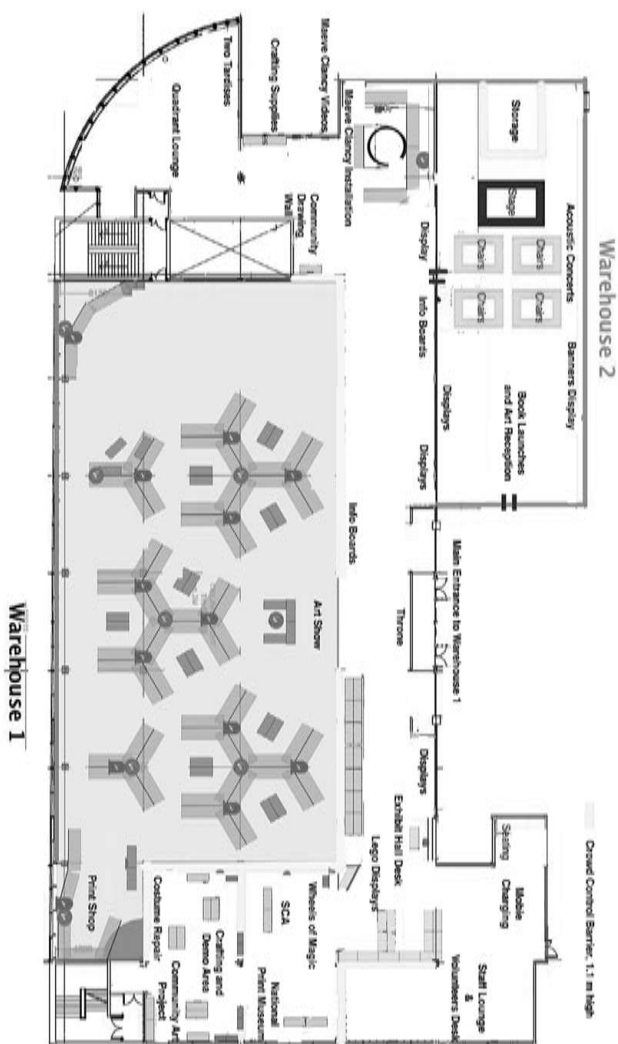 Warehouse 2
Crowd Control Barrier, 1.1 m high
Storage
Stage
Acoustic Concerts
Chairs
Chairs
Chairs
Chairs
Banners Display
Book Launches
and Art Reception
Display
Info Boards
Displays
Displays
Main Entrance to Warehouse 1
Throne
Displays
Seating
Mobile
Charging
Staff Lounge
&
Volunteers Desk
Exhibit Hall Desk
Lego Displays
Maeve Clancy Videos
Maeve Clancy Installation
Crafting Supplies
Two Tardises
Quadrant Lounge
Community
Drawing
Wall
Info Boards
Art Show
Wheels of Magic
SCA
National
Print Museum
Crafting and
Demo Area
Community Art
Project
Costume Repair
Print Shop
Warehouse 1